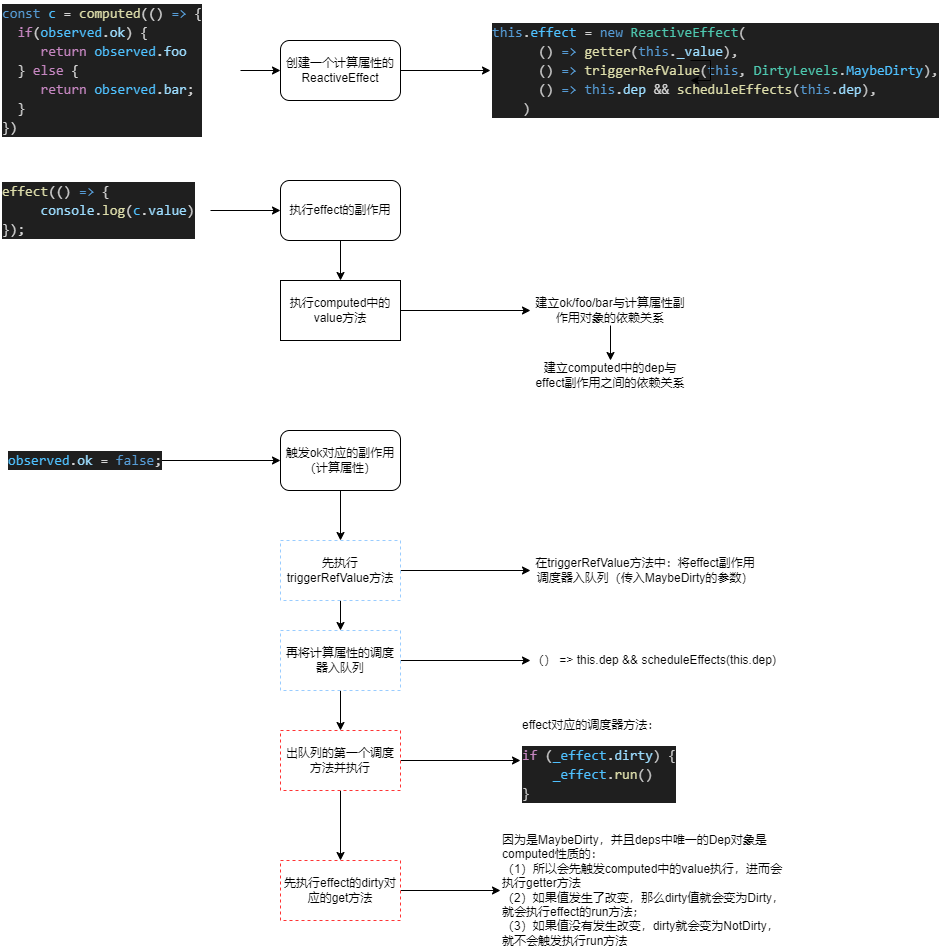 const c = computed(() => {
if(observed.ok) {
return observed.foo
} else {
return observed.bar;
}
})
创建一个计算属性的
ReactiveEffect
this.effect = new ReactiveEffect(
() => getter(this._value),
() => triggerRefValue(this, DirtyLevels.MaybeDirty),
() => this.dep && scheduleEffects(this.dep),
)
effect(() => {
console.log(c.value)
});
执行effect的副作用
执行computed中的
value方法
建立ok/foo/bar与计算属性副
作用对象的依赖关系
建立computed中的dep与
effect副作用之间的依赖关系
observed.ok = false;
触发ok对应的副作用
（计算属性）
先执行
triggerRefValue方法
在triggerRefValue方法中：将effect副作用
调度器入队列（传入MaybeDirty的参数）
再将计算属性的调度
器入队列
（） => this.dep && scheduleEffects(this.dep)
出队列的第一个调度
方法并执行
effect对应的调度器方法：
if (_effect.dirty) {
_effect.run()
}
先执行effect的dirty对
应的get方法
因为是MaybeDirty，并且deps中唯一的Dep对象是
computed性质的：
（1）所以会先触发computed中的value执行，进而会
执行getter方法
（2）如果值发生了改变，那么dirty值就会变为Dirty，
就会执行effect的run方法；
（3）如果值没有发生改变，dirty就会变为NotDirty，
就不会触发执行run方法